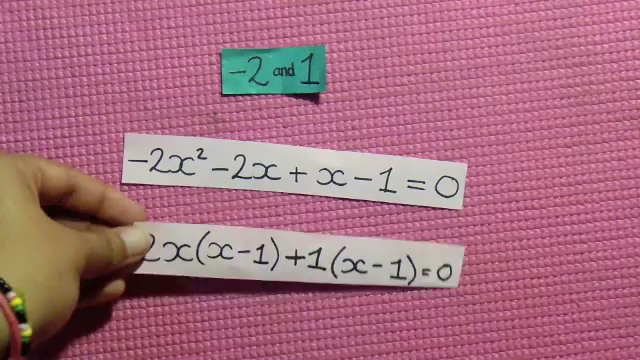 -2 and 1
-2x² - 2x + x - 1 = 0
2x(x-1) + 1(x-1) = 0